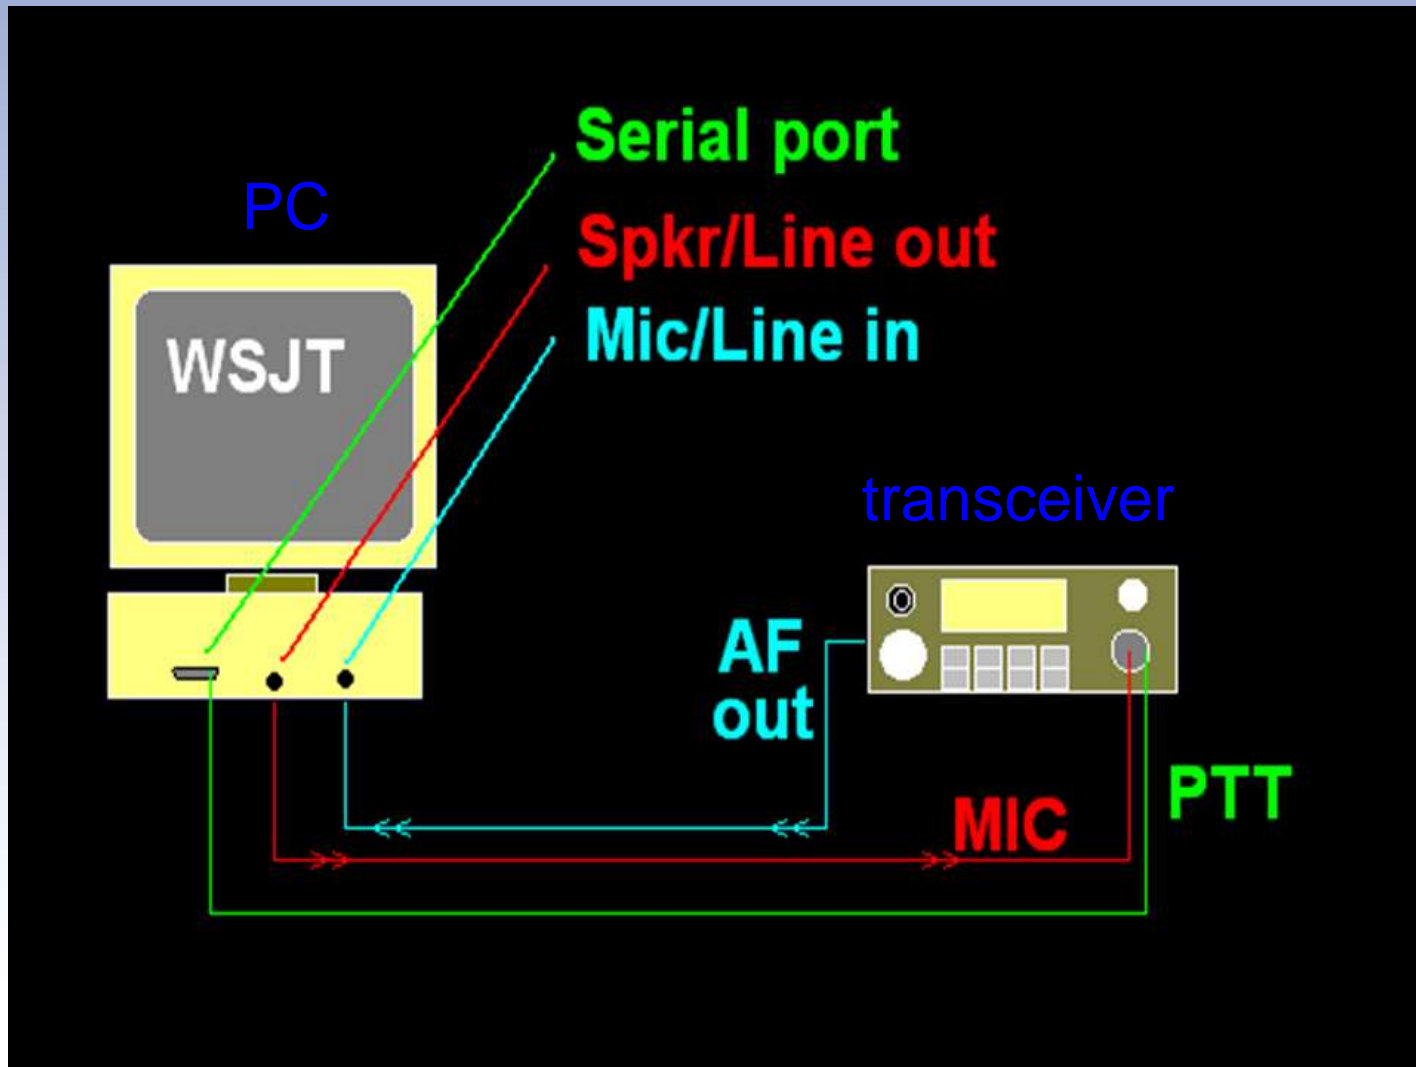 Serial port
PC
Spkr/Line out
Mic/Line in
WSJT
transceiver
AF
out
PTT
MIC